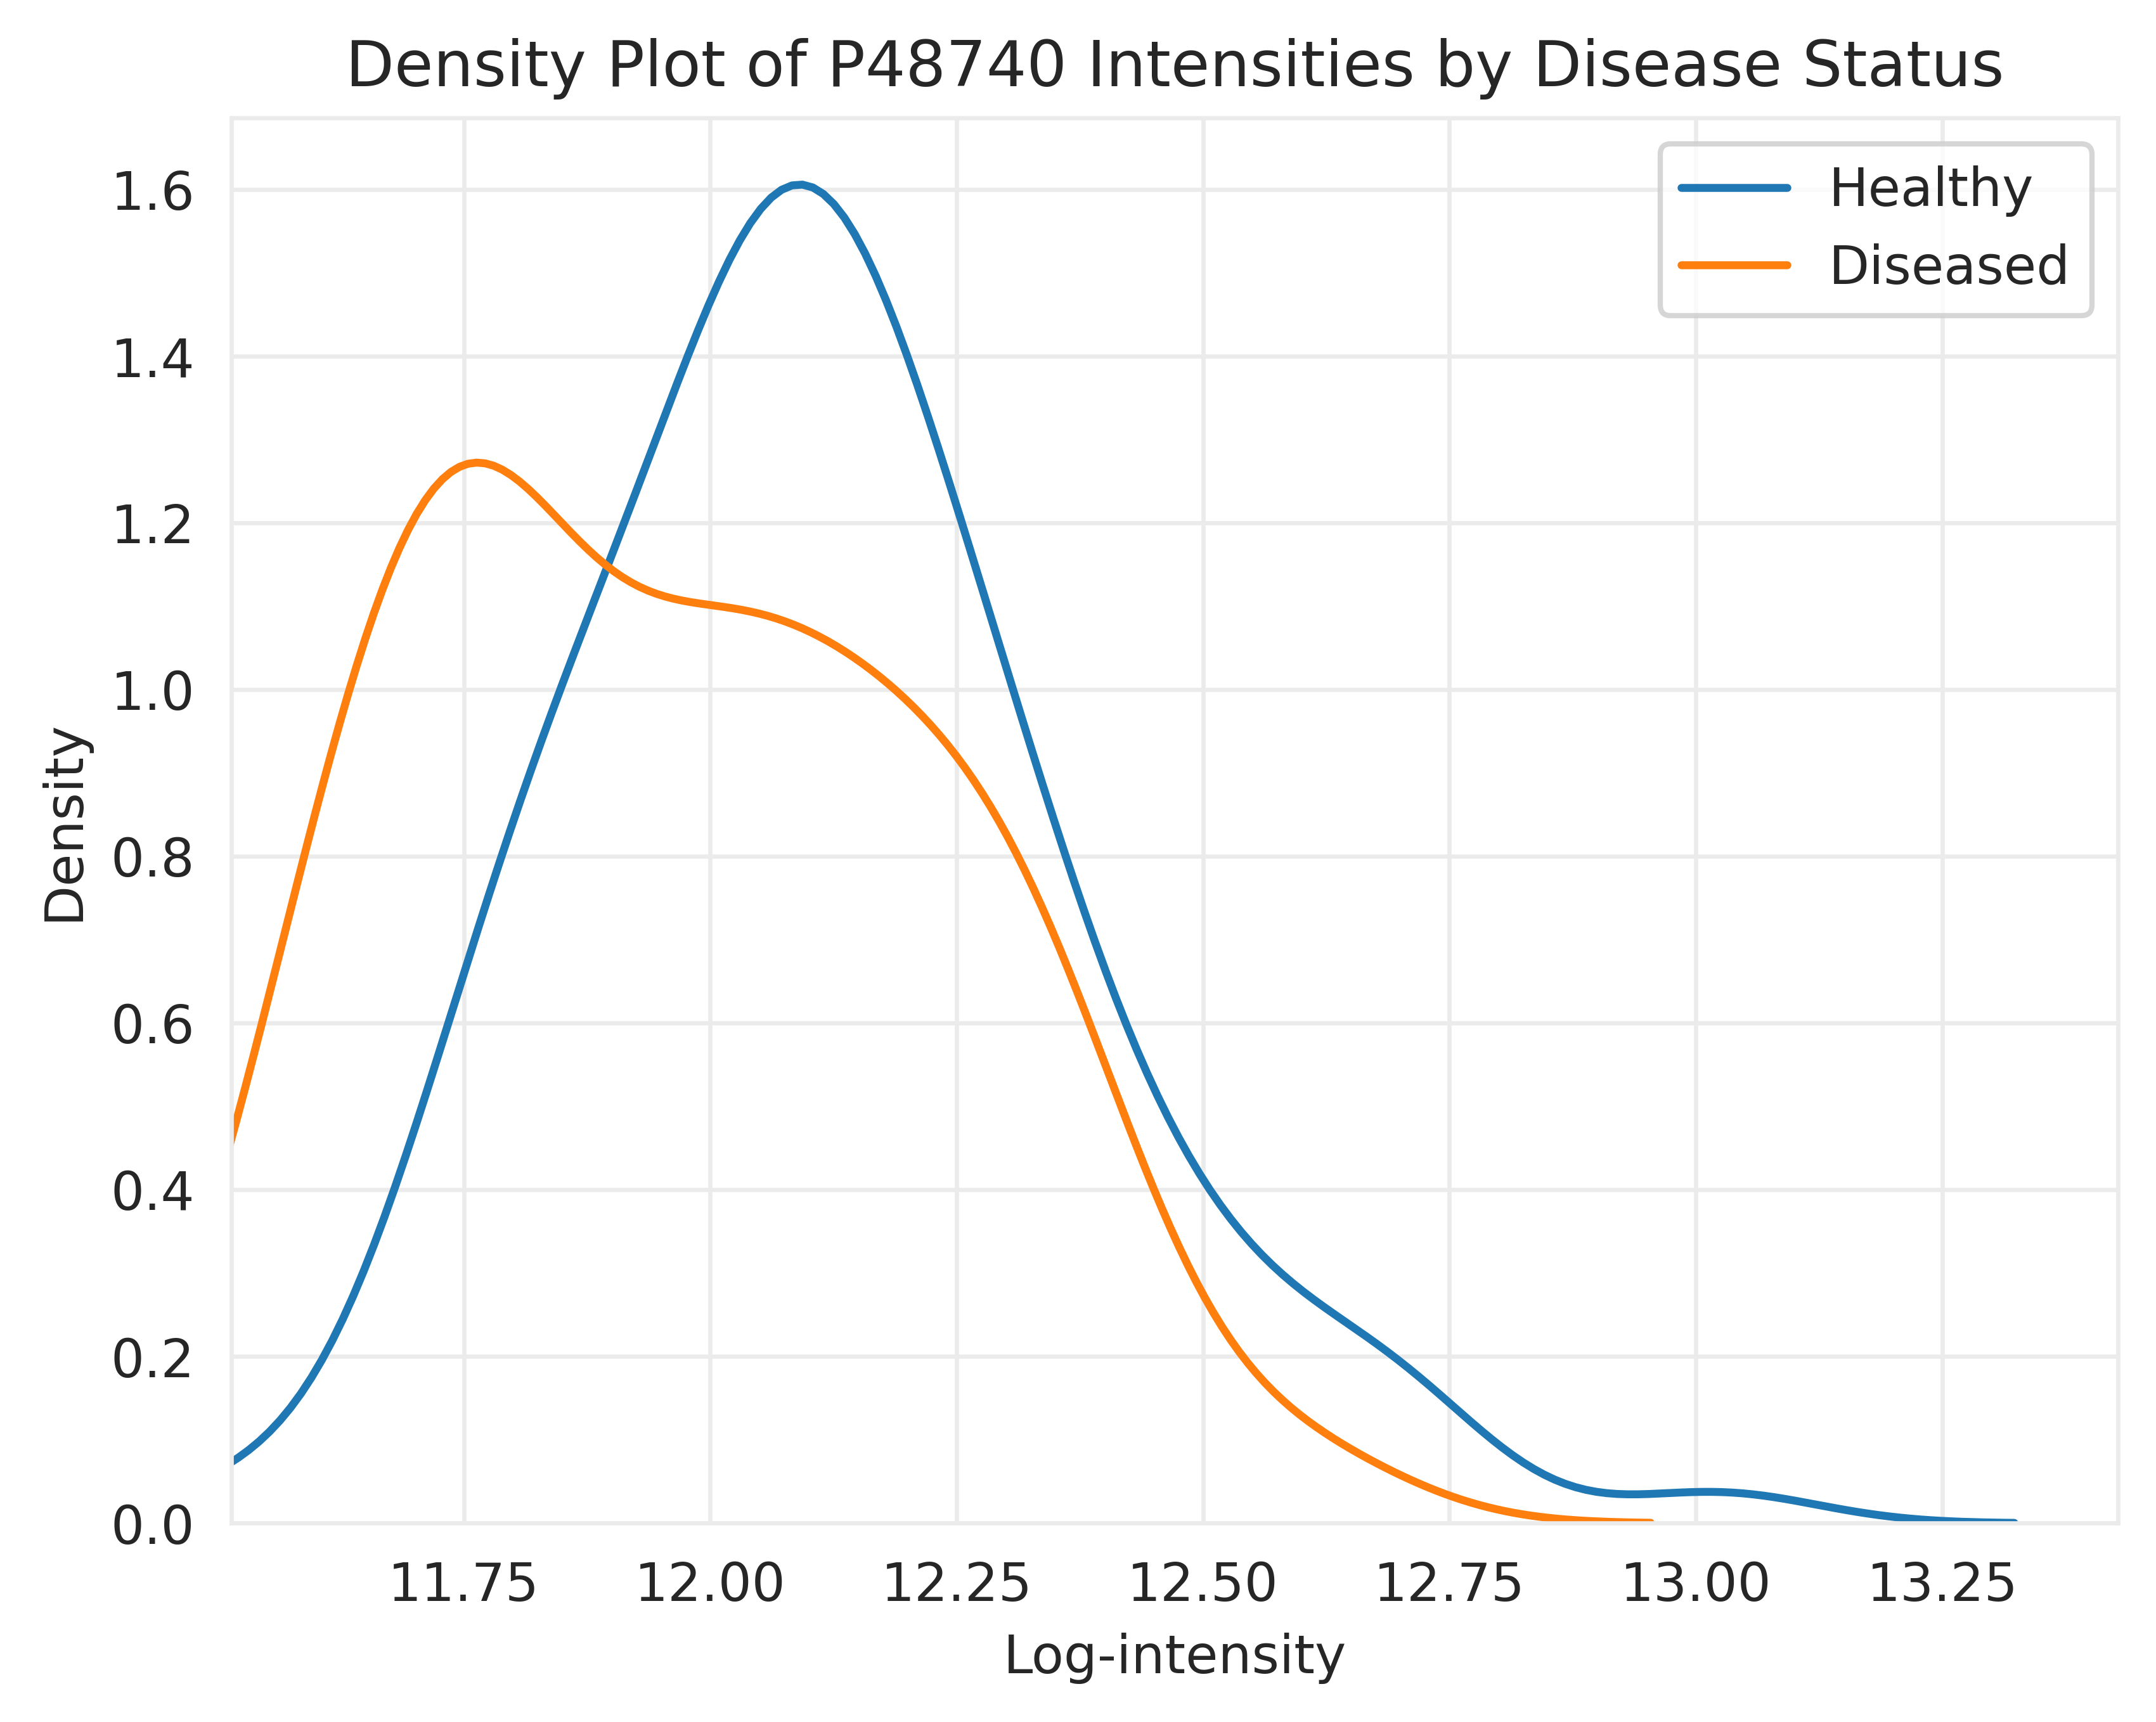 Density Plot of P48740 Intensities by Disease Status
Healthy
Diseased
1.6
1.4
1.2
1.0
0.8
0.6
0.4
0.2
0.0
Density
11.75 12.00 12.25 12.50 12.75 13.00 13.25
Log-intensity